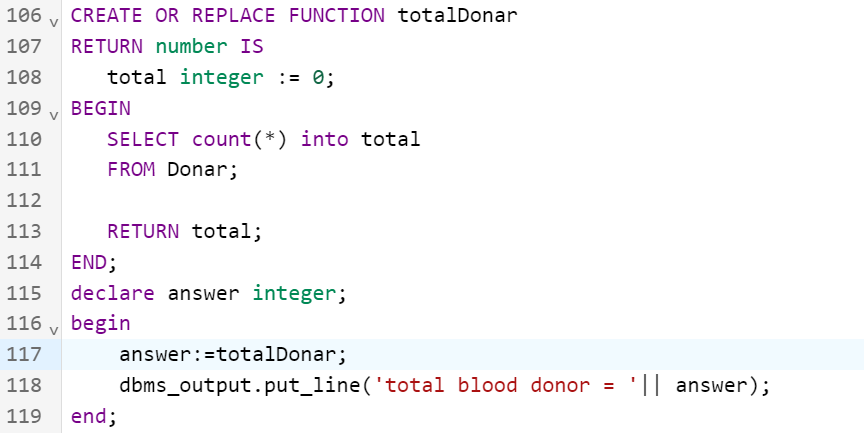 106 v CREATE OR REPLACE FUNCTION totalDonar
107 RETURN number IS
108    total integer := 0;
109 v BEGIN
110    SELECT count(*) into total
111    FROM Donar;
112
113    RETURN total;
114 END;
115 declare answer integer;
116 v begin
117     answer:=totalDonar;
118     dbms_output.put_line('total blood donor = '|| answer);
119 end;